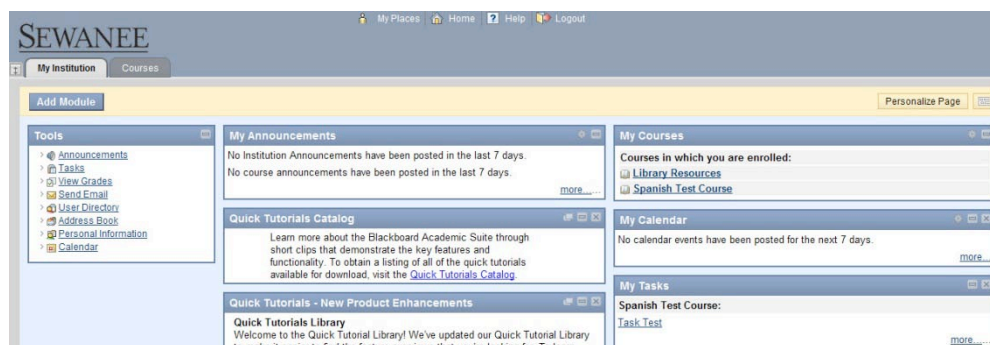 My Places Home Help Logout
SEWANEE
My Institution Courses
Add Module
Personalize Page
Tools
Announcements
Tasks
View Grades
Send Email
User Directory
Address Book
Personal Information
Calendar
My Announcements
No Institution Announcements have been posted in the last 7 days.
No course announcements have been posted in the last 7 days.
more...
Quick Tutorials Catalog
Learn more about the Blackboard Academic Suite through
short clips that demonstrate the key features and
functionality. To obtain a listing of all of the quick tutorials
available for download, visit the Quick Tutorials Catalog.
Quick Tutorials - New Product Enhancements
Quick Tutorials Library
Welcome to the Quick Tutorial Library! We've updated our Quick Tutorial Library
My Courses
Courses in which you are enrolled:
Library Resources
Spanish Test Course
My Calendar
No calendar events have been posted for the next 7 days.
more...
My Tasks
Spanish Test Course:
Task Test
more...